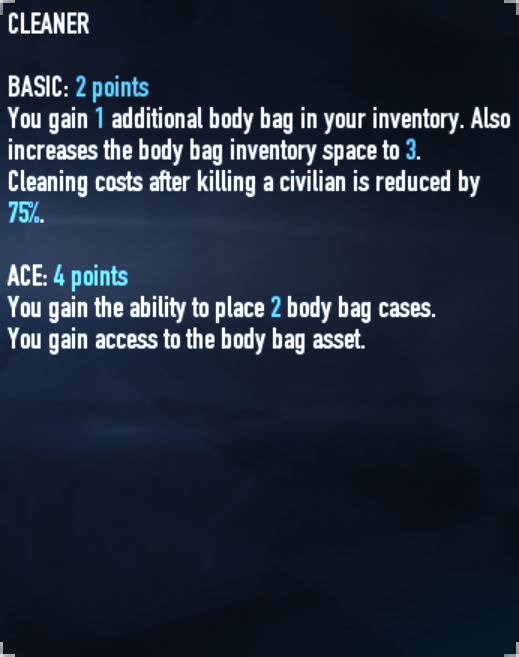 CLEANER
BASIC: 2 points
You gain 1 additional body bag in your inventory. Also
increases the body bag inventory space to 3.
Cleaning costs after killing a civilian is reduced by
75%.
ACE: 4 points
You gain the ability to place 2 body bag cases.
You gain access to the body bag asset.